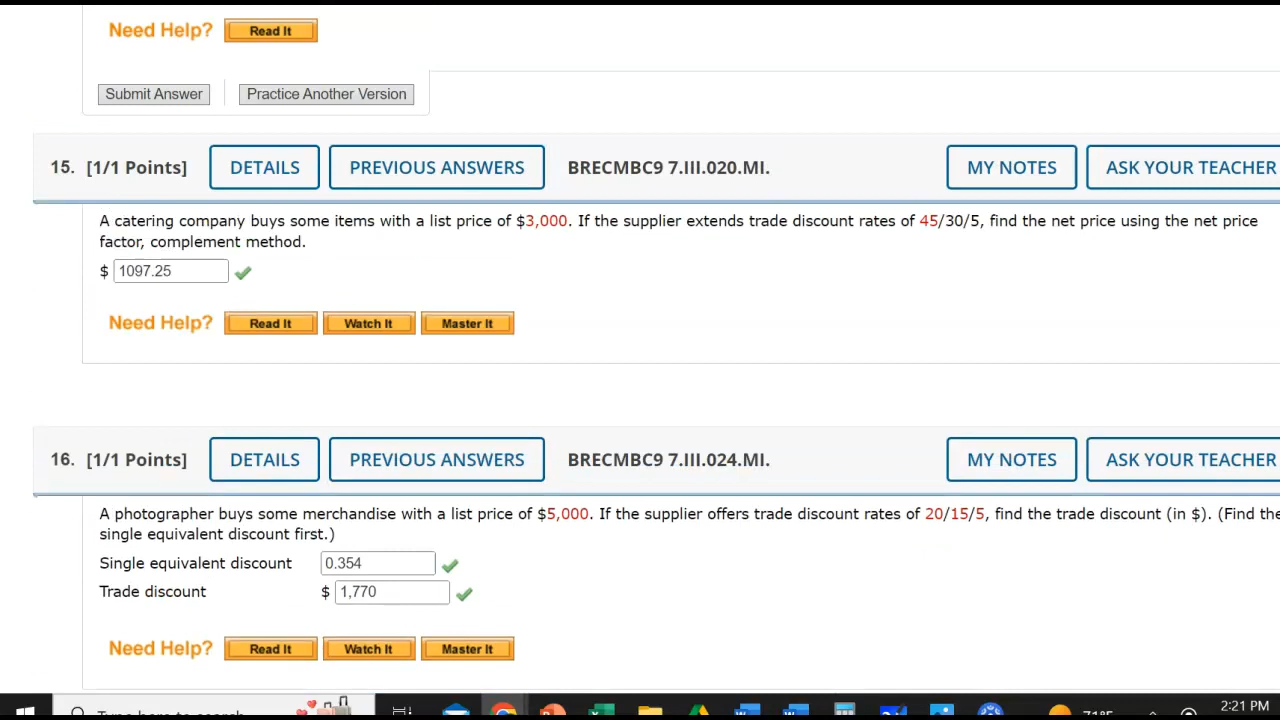 Need Help? Read It
Submit Answer Practice Another Version
15. [1/1 Points] DETAILS PREVIOUS ANSWERS BRECMBC9 7.III.020.MI. MY NOTES ASK YOUR TEACHER
A catering company buys some items with a list price of $3,000. If the supplier extends trade discount rates of 45/30/5, find the net price using the net price
factor, complement method.
$ 1097.25
Need Help? Read It Watch It Master It
16. [1/1 Points] DETAILS PREVIOUS ANSWERS BRECMBC9 7.III.024.MI. MY NOTES ASK YOUR TEACHER
A photographer buys some merchandise with a list price of $5,000. If the supplier offers trade discount rates of 20/15/5, find the trade discount (in $). (Find the
single equivalent discount first.)
Single equivalent discount 0.354
Trade discount $ 1,770
Need Help? Read It Watch It Master It
2:21 PM